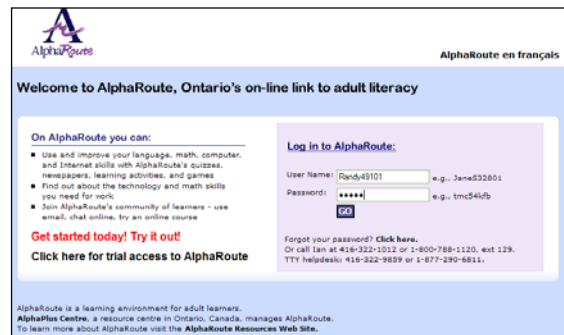 AlphaRoute
AlphaRoute en français
Welcome to AlphaRoute, Ontario's on-line link to adult literacy
On AlphaRoute you can:
Use and improve your language, math, computer,
and Internet skills with AlphaRoute's quizzes,
newspapers, learning activities, and games
Find out about the technology and math skills
you need for work
Join AlphaRoute's community of learners - use
email, chat online, try an online course
Get started today! Try it out!
Click here for trial access to AlphaRoute
Log in to AlphaRoute:
User Name: Randy49101 e.g., JaneS32801
Password: ••••• e.g., tmc54kfb
GO
Forgot your password? Click here.
Or call Ian at 416-322-1012 or 1-800-788-1120, ext 129.
TTY helpdesk: 416-322-9839 or 1-877-290-6811.
AlphaRoute is a learning environment for adult learners.
AlphaPlus Centre, a resource centre in Ontario, Canada, manages AlphaRoute.
To learn more about AlphaRoute visit the AlphaRoute Resources Web Site.